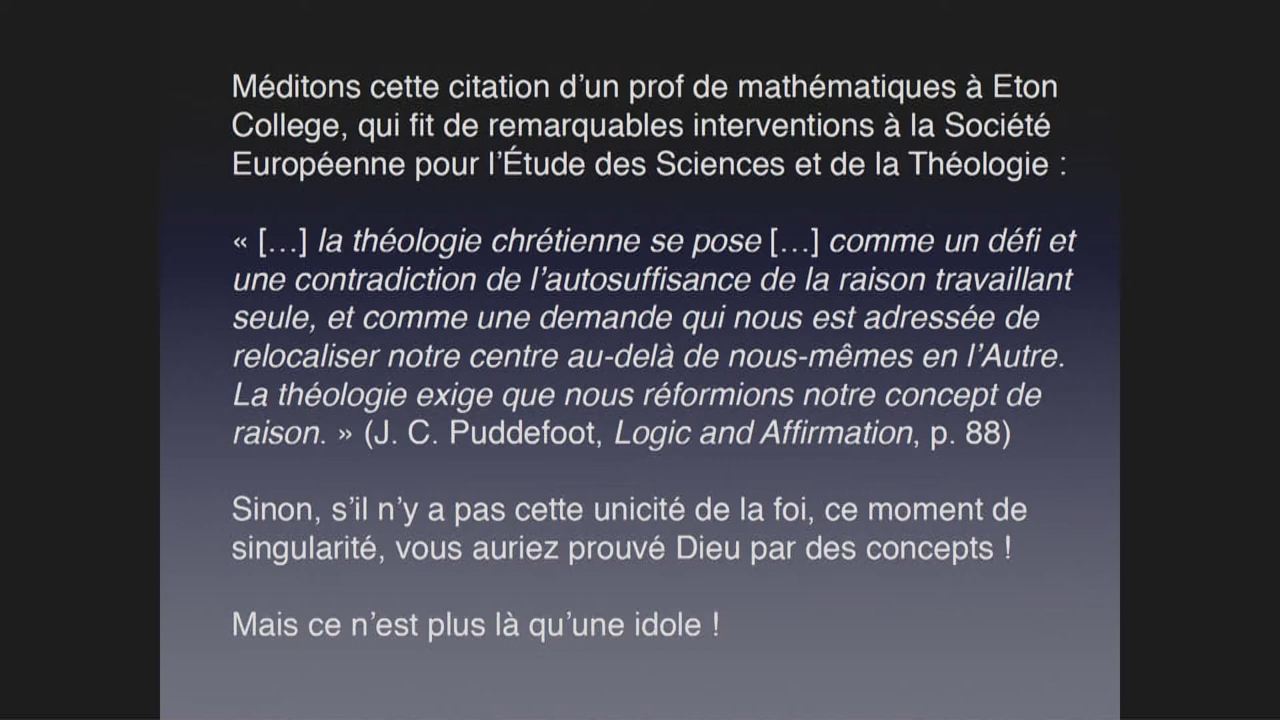 Méditons cette citation d’un prof de mathématiques à Eton
College, qui fit de remarquables interventions à la Société
Européenne pour l’Étude des Sciences et de la Théologie :
« […] la théologie chrétienne se pose […] comme un défi et
une contradiction de l’autosuffisance de la raison travaillant
seule, et comme une demande qui nous est adressée de
relocaliser notre centre au-delà de nous-mêmes en l’Autre.
La théologie exige que nous réformions notre concept de
raison. » (J. C. Puddefoot, Logic and Affirmation, p. 88)
Sinon, s’il n’y a pas cette unicité de la foi, ce moment de
singularité, vous auriez prouvé Dieu par des concepts !
Mais ce n’est plus là qu’une idole !